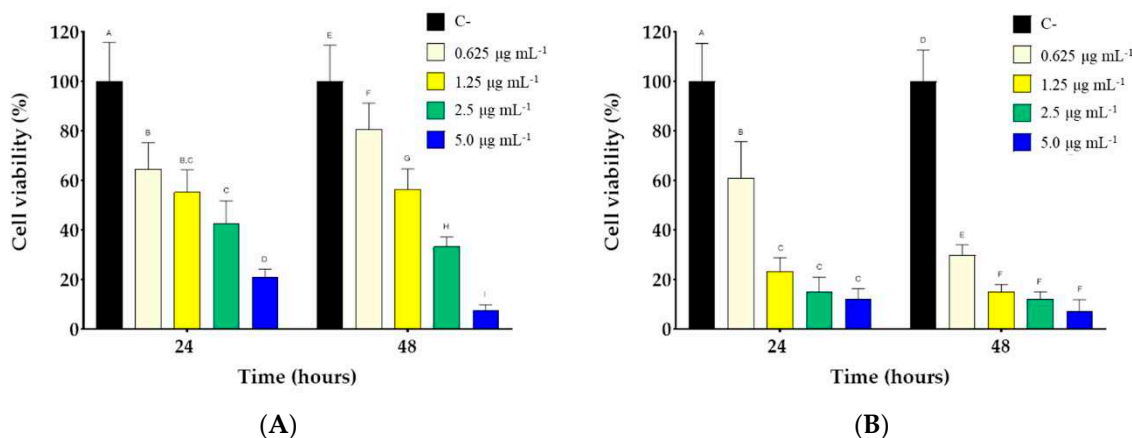 120
100
80
60
40
20
0
Cell viability (%)
A
B
B,C
C
D
E
F
G
H
I
24
48
Time (hours)
C-
0.625 µg mL⁻¹
1.25 µg mL⁻¹
2.5 µg mL⁻¹
5.0 µg mL⁻¹
(A)
120
100
80
60
40
20
0
Cell viability (%)
A
B
C
C
C
D
E
F
F
F
24
48
Time (hours)
C-
0.625 µg mL⁻¹
1.25 µg mL⁻¹
2.5 µg mL⁻¹
5.0 µg mL⁻¹
(B)